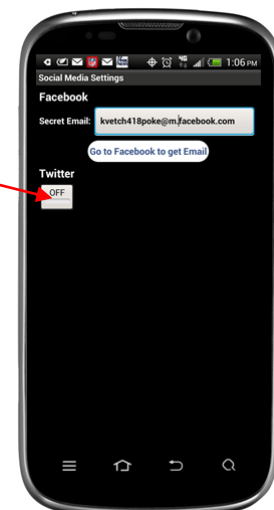 1:06 PM
Social Media Settings
Facebook
Secret Email: kvetch418poke@m.facebook.com
Go to Facebook to get Email
Twitter
OFF